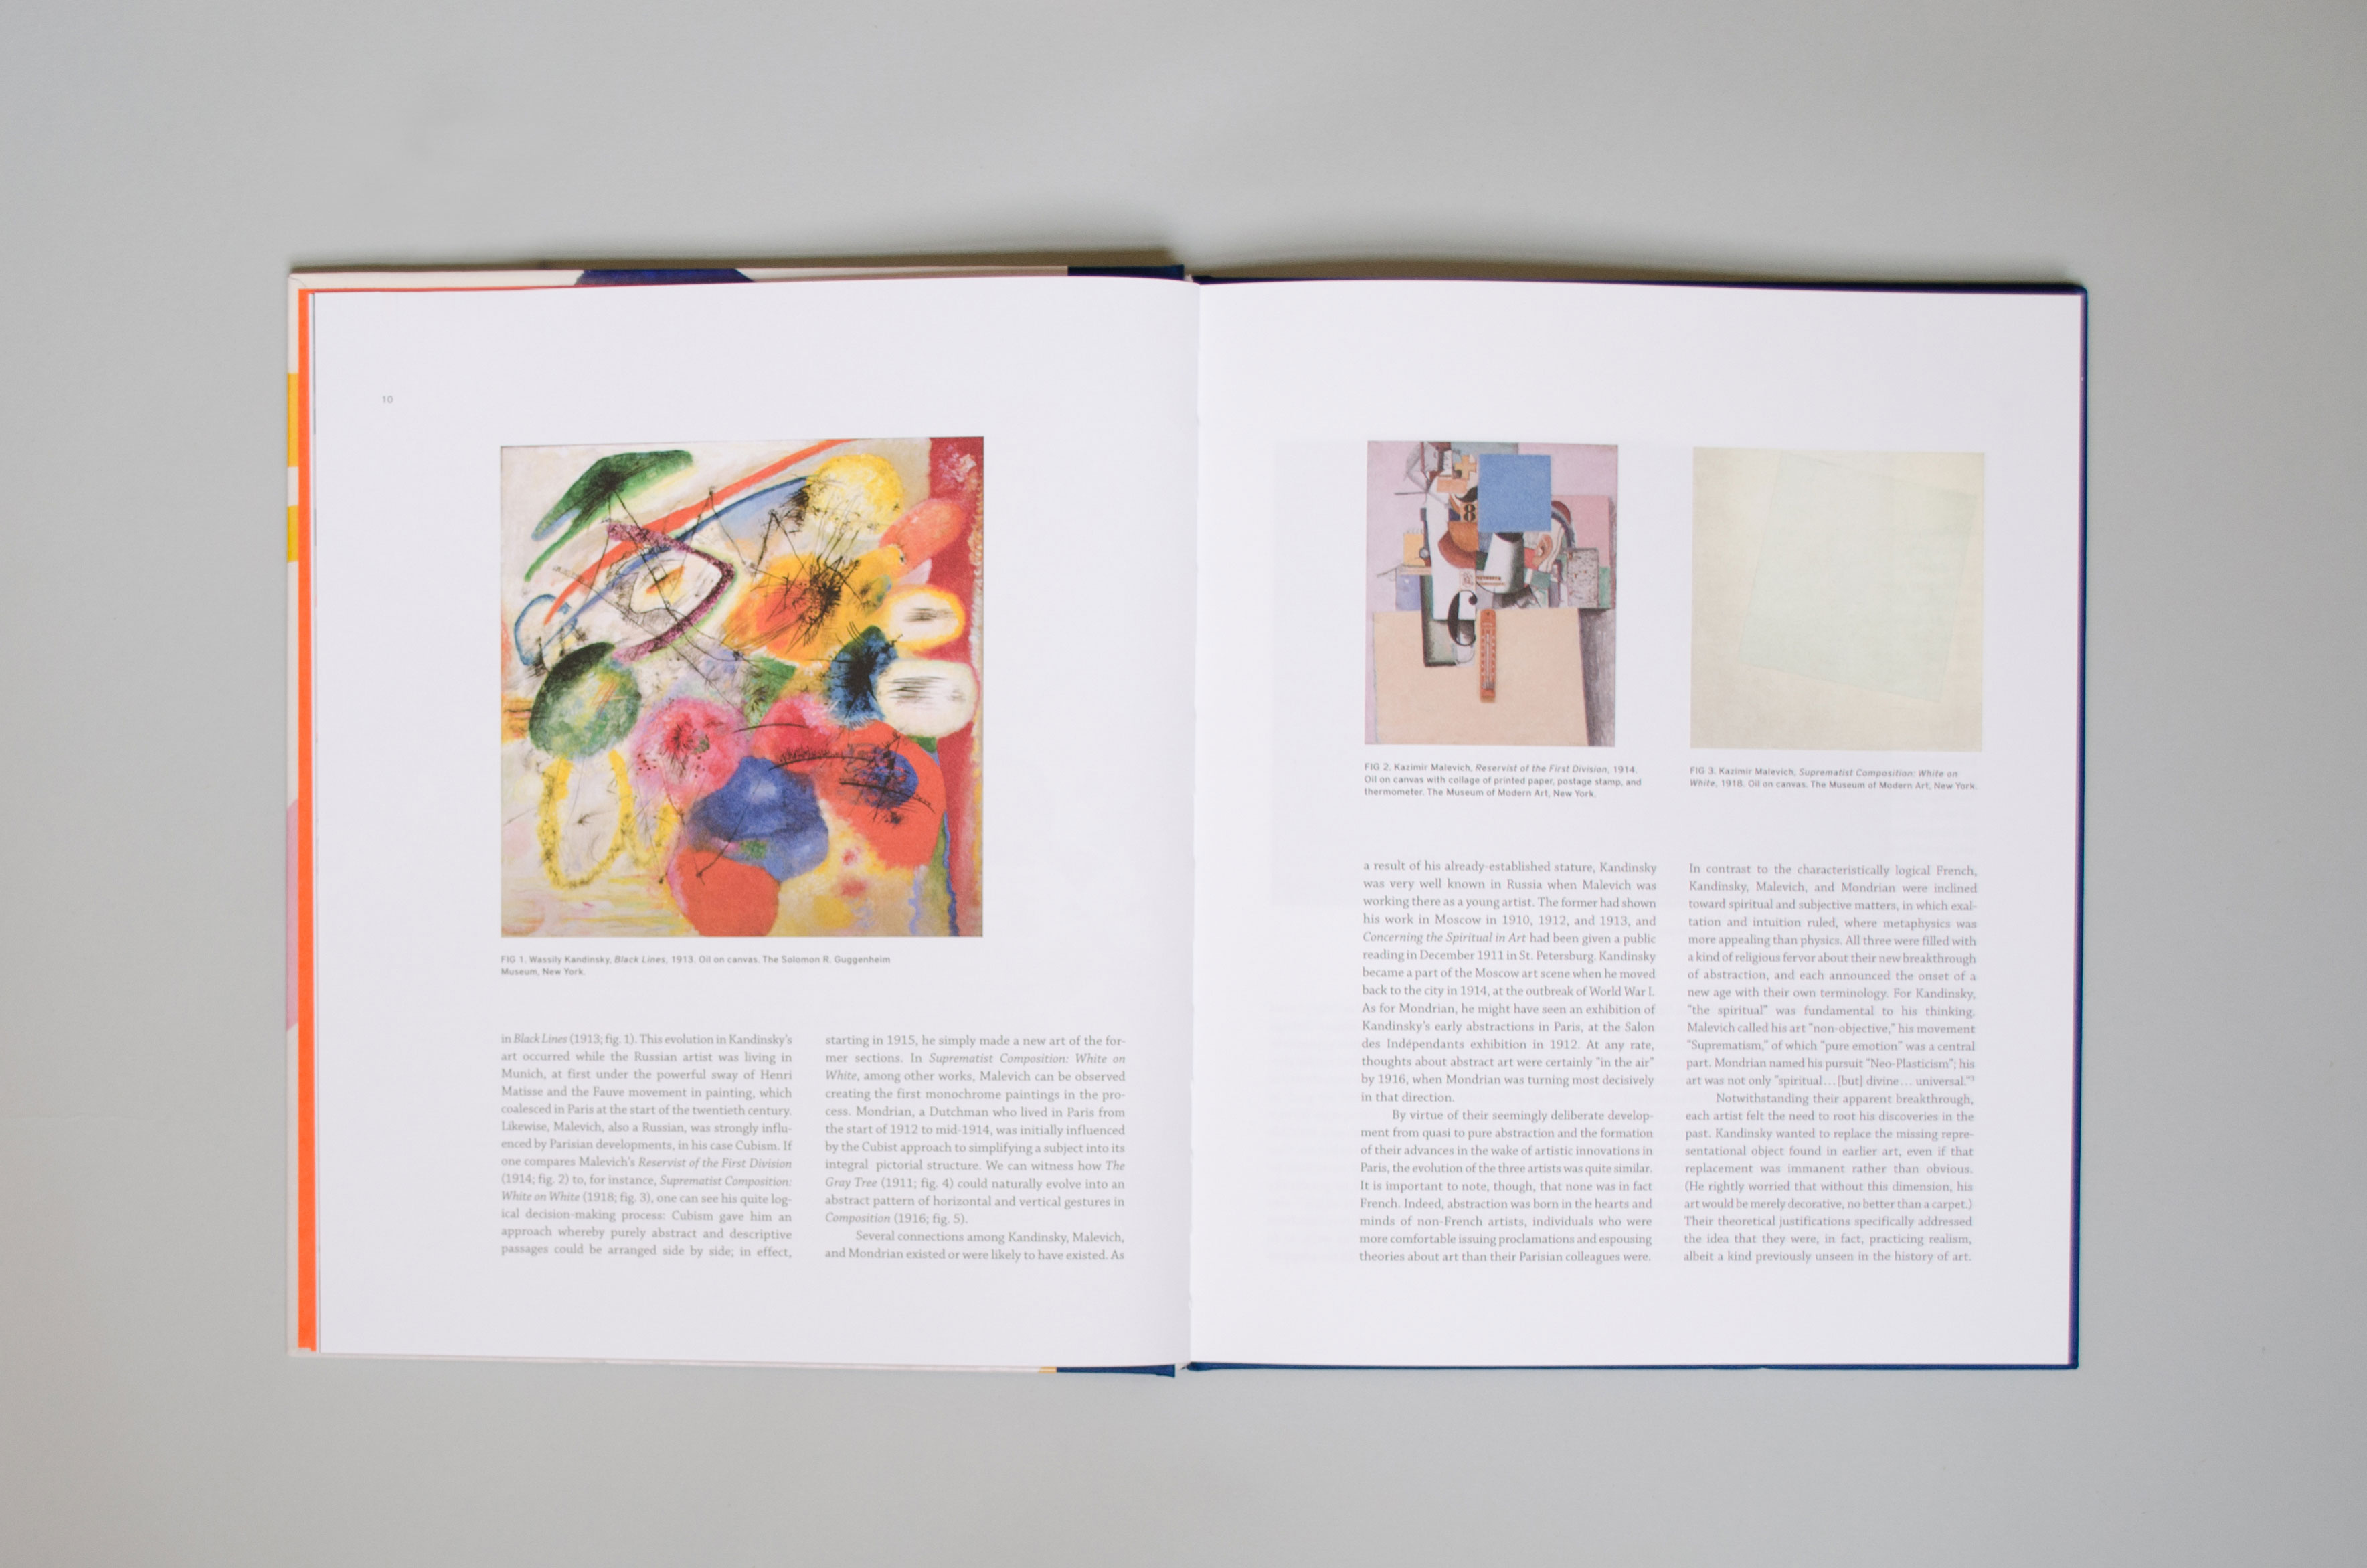 10
FIG 1. Wassily Kandinsky, Black Lines, 1913. Oil on canvas. The Solomon R. Guggenheim
Museum, New York.
in Black Lines (1913; fig. 1). This evolution in Kandinsky's
art occurred while the Russian artist was living in
Munich, at first under the powerful sway of Henri
Matisse and the Fauve movement in painting, which
coalesced in Paris at the start of the twentieth century.
Likewise, Malevich, also a Russian, was strongly influ-
enced by Parisian developments, in his case Cubism. If
one compares Malevich's Reservist of the First Division
(1914; fig. 2) to, for instance, Suprematist Composition:
White on White (1918; fig. 3), one can see his quite log-
ical decision-making process: Cubism gave him an
approach whereby purely abstract and descriptive
passages could be arranged side by side; in effect,
starting in 1915, he simply made a new art of the for-
mer sections. In Suprematist Composition: White on
White, among other works, Malevich can be observed
creating the first monochrome paintings in the pro-
cess. Mondrian, a Dutchman who lived in Paris from
the start of 1912 to mid-1914, was initially influenced
by the Cubist approach to simplifying a subject into its
integral pictorial structure. We can witness how The
Gray Tree (1911; fig. 4) could naturally evolve into an
abstract pattern of horizontal and vertical gestures in
Composition (1916; fig. 5).
Several connections among Kandinsky, Malevich,
and Mondrian existed or were likely to have existed. As
8
FIG 2. Kazimir Malevich, Reservist of the First Division, 1914.
Oil on canvas with collage of printed paper, postage stamp, and
thermometer. The Museum of Modern Art, New York.
FIG 3. Kazimir Malevich, Suprematist Composition: White on
White, 1918. Oil on canvas. The Museum of Modern Art, New York.
a result of his already-established stature, Kandinsky
was very well known in Russia when Malevich was
working there as a young artist. The former had shown
his work in Moscow in 1910, 1912, and 1913, and
Concerning the Spiritual in Art had been given a public
reading in December 1911 in St. Petersburg. Kandinsky
became a part of the Moscow art scene when he moved
back to the city in 1914, at the outbreak of World War I.
As for Mondrian, he might have seen an exhibition of
Kandinsky's early abstractions in Paris, at the Salon
des Indépendants exhibition in 1912. At any rate,
thoughts about abstract art were certainly "in the air"
by 1916, when Mondrian was turning most decisively
in that direction.
By virtue of their seemingly deliberate develop-
ment from quasi to pure abstraction and the formation
of their advances in the wake of artistic innovations in
Paris, the evolution of the three artists was quite similar.
It is important to note, though, that none was in fact
French. Indeed, abstraction was born in the hearts and
minds of non-French artists, individuals who were
more comfortable issuing proclamations and espousing
theories about art than their Parisian colleagues were.
In contrast to the characteristically logical French,
Kandinsky, Malevich, and Mondrian were inclined
toward spiritual and subjective matters, in which exal-
tation and intuition ruled, where metaphysics was
more appealing than physics. All three were filled with
a kind of religious fervor about their new breakthrough
of abstraction, and each announced the onset of a
new age with their own terminology. For Kandinsky,
"the spiritual" was fundamental to his thinking.
Malevich called his art "non-objective," his movement
"Suprematism," of which "pure emotion" was a central
part. Mondrian named his pursuit "Neo-Plasticism"; his
art was not only "spiritual... [but] divine... universal."³
Notwithstanding their apparent breakthrough,
each artist felt the need to root his discoveries in the
past. Kandinsky wanted to replace the missing repre-
sentational object found in earlier art, even if that
replacement was immanent rather than obvious.
(He rightly worried that without this dimension, his
art would be merely decorative, no better than a carpet.)
Their theoretical justifications specifically addressed
the idea that they were, in fact, practicing realism,
albeit a kind previously unseen in the history of art.